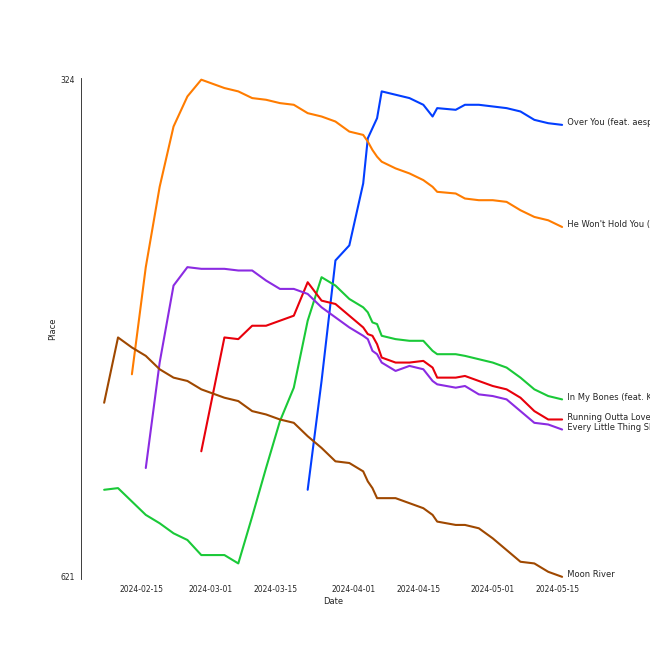 324
Over You (feat. aesp
He Won't Hold You (
Place
In My Bones (feat. K
Running Outta Love
Every Little Thing S
Moon River
621
2024-02-15 2024-03-01 2024-03-15 2024-04-01 2024-04-15 2024-05-01 2024-05-15
Date